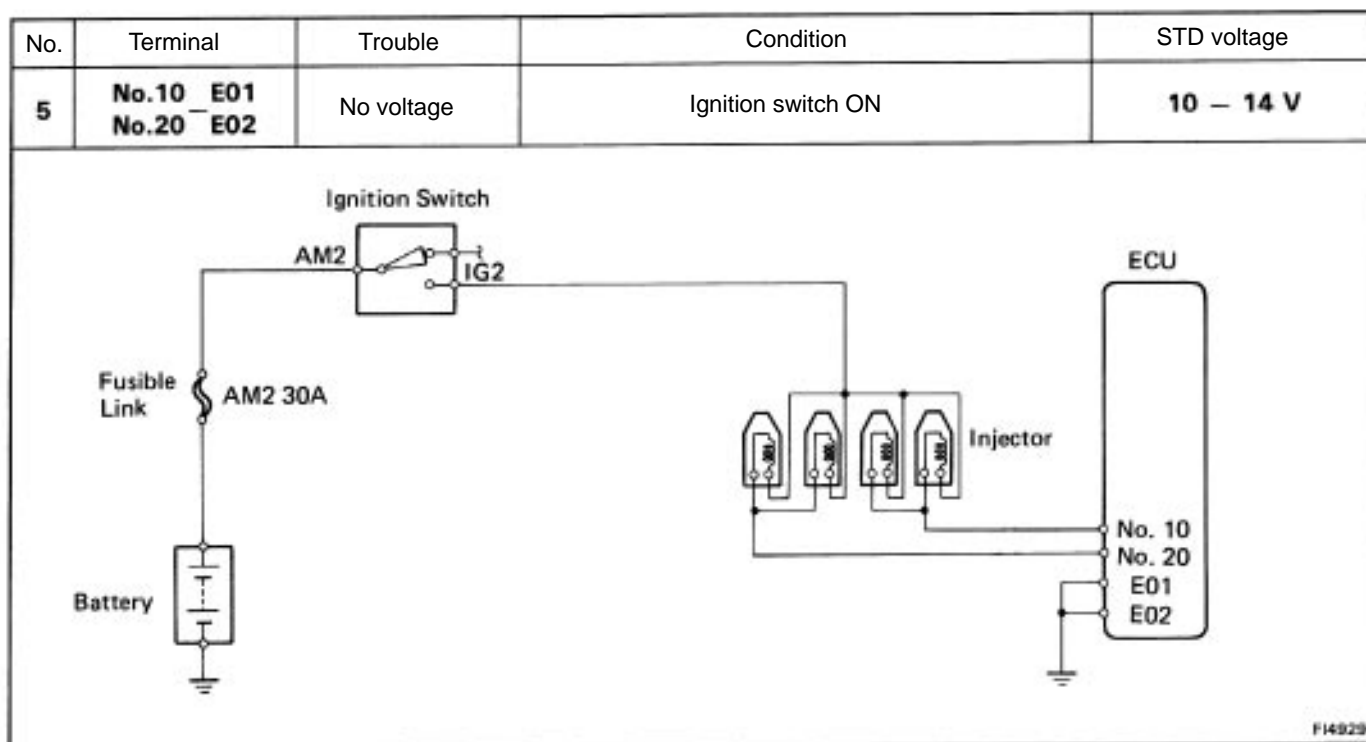 No. Terminal Trouble Condition STD voltage
5 No.10 — E01 No voltage Ignition switch ON 10 — 14 V
No.20 E02
Ignition Switch
AM2
IG2
ECU
Fusible
Link
AM2 30A
Injector
No. 10
No. 20
E01
E02
Battery
FI4929